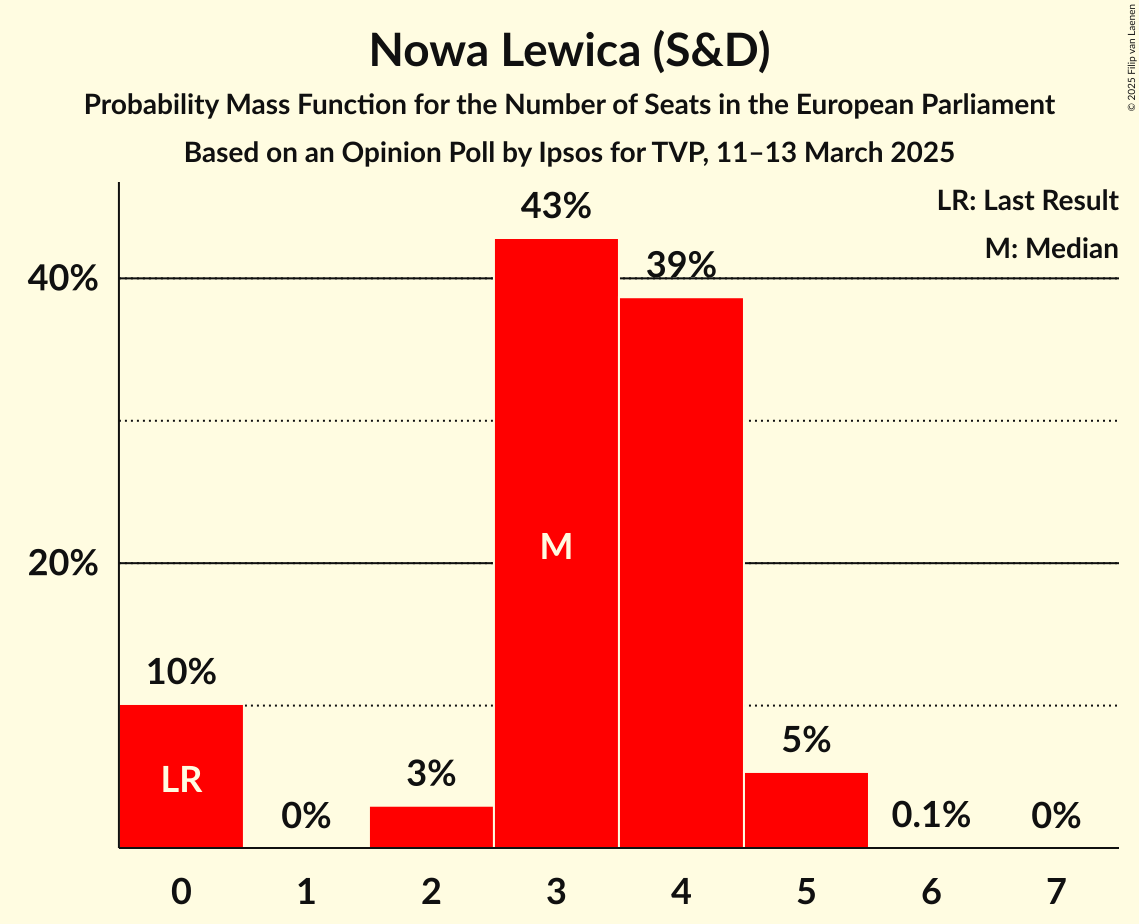 Nowa Lewica (S&D)
Probability Mass Function for the Number of Seats in the European Parliament
Based on an Opinion Poll by Ipsos for TVP, 11–13 March 2025
© 2025 Filip van Laenen
LR: Last Result
M: Median
40%
20%
10%
0%
3%
43%
39%
5%
0.1%
0%
LR
M
0 1 2 3 4 5 6 7